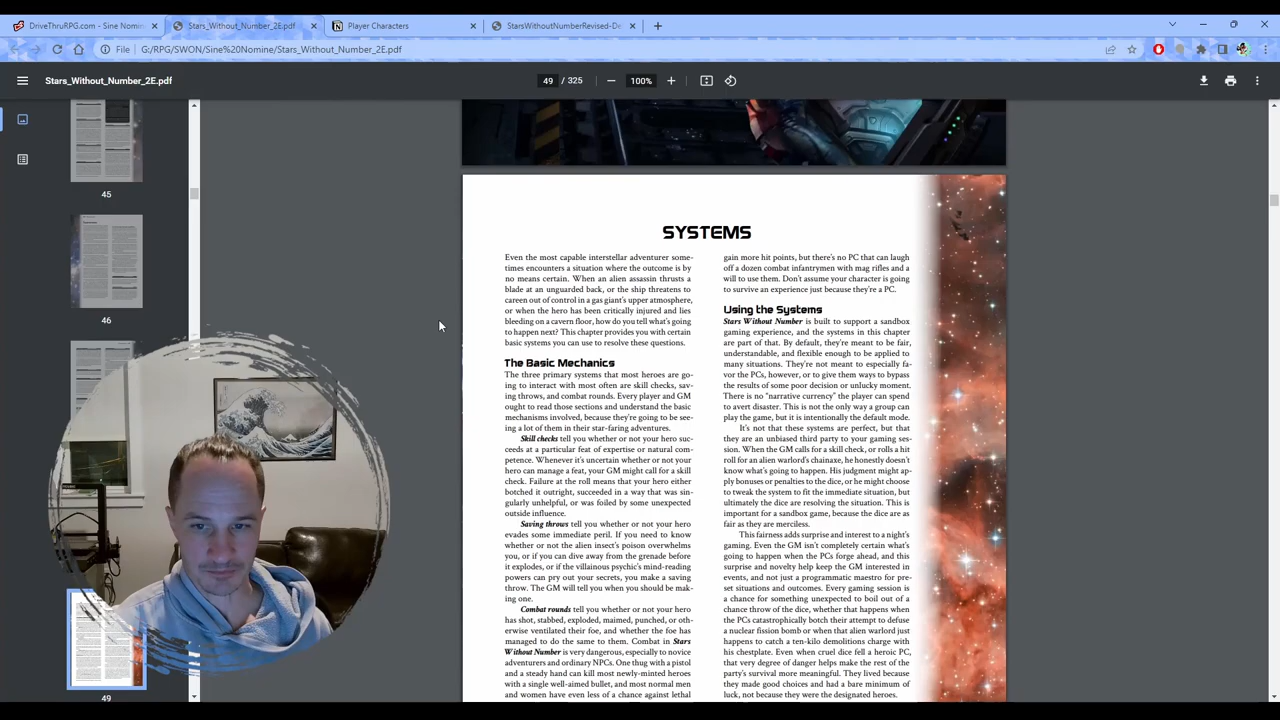 DriveThruRPG.com - Sine Nomin
Stars_Without_Number_2E.pdf
Player Characters
StarsWithoutNumberRevised-De
File
G:/RPG/SWON/Sine%20Nomine/Stars_Without_Number_2E.pdf
Stars_Without_Number_2E.pdf
49 / 325
100%
45
46
49
SYSTEMS
Even the most capable interstellar adventurer some-
times encounters a situation where the outcome is by
no means certain. When an alien assassin thrusts a
blade at an unguarded back, or the ship threatens to
careen out of control in a gas giant's upper atmosphere,
or when the hero has been critically injured and lies
bleeding on a cavern floor, how do you tell what's going
to happen next? This chapter provides you with certain
basic systems you can use to resolve these questions.
The Basic Mechanics
The three primary systems that most heroes are go-
ing to interact with most often are skill checks, sav-
ing throws, and combat rounds. Every player and GM
ought to read those sections and understand the basic
mechanisms involved, because they're going to be see-
ing a lot of them in their star-faring adventures.
Skill checks tell you whether or not your hero suc-
ceeds at a particular feat of expertise or natural com-
petence. Whenever it's uncertain whether or not your
hero can manage a feat, your GM might call for a skill
check. Failure at the roll means that your hero either
botched it outright, succeeded in a way that was sin-
gularly unhelpful, or was foiled by some unexpected
outside influence.
Saving throws tell you whether or not your hero
evades some immediate peril. If you need to know
whether or not the alien insect's poison overwhelms
you, or if you can dive away from the grenade before
it explodes, or if the villainous psychic's mind-reading
powers can pry out your secrets, you make a saving
throw. The GM will tell you when you should be mak-
ing one.
Combat rounds tell you whether or not your hero
has shot, stabbed, exploded, maimed, punched, or oth-
erwise ventilated their foe, and whether the foe has
managed to do the same to them. Combat in Stars
Without Number is very dangerous, especially to novice
adventurers and ordinary NPCs. One thug with a pistol
and a steady hand can kill most newly-minted heroes
with a single well-aimed bullet, and most normal men
and women have even less of a chance against lethal
gain more hit points, but there's no PC that can laugh
off a dozen combat infantrymen with mag rifles and a
will to use them. Don't assume your character is going
to survive an experience just because they're a PC.
Using the Systems
Stars Without Number is built to support a sandbox
gaming experience, and the systems in this chapter
are part of that. By default, they're meant to be fair,
understandable, and flexible enough to be applied to
many situations. They're not meant to especially fa-
vor the PCs, however, or to give them ways to bypass
the results of some poor decision or unlucky moment.
There is no "narrative currency" the player can spend
to avert disaster. This is not the only way a group can
play the game, but it is intentionally the default mode.
It's not that these systems are perfect, but that
they are an unbiased third party to your gaming ses-
sion. When the GM calls for a skill check, or rolls a hit
roll for an alien warlord's chainaxe, he honestly doesn't
know what's going to happen. His judgment might ap-
ply bonuses or penalties to the dice, or he might choose
to tweak the system to fit the immediate situation, but
ultimately the dice are resolving the situation. This is
important for a sandbox game, because the dice are as
fair as they are merciless.
This fairness adds surprise and interest to a night's
gaming. Even the GM isn't completely certain what's
going to happen when the PCs forge ahead, and this
surprise and novelty help keep the GM interested in
events, and not just a programmatic maestro for pre-
set situations and outcomes. Every gaming session is
a chance for something unexpected to boil out of a
chance throw of the dice, whether that happens when
the PCs catastrophically botch their attempt to defuse
a nuclear fission bomb or when that alien warlord just
happens to catch a ten-kilo demolitions charge with
his chestplate. Even when cruel dice fell a heroic PC,
that very degree of danger helps make the rest of the
party's survival more meaningful. They lived because
they made good choices and had a bare minimum of
luck, not because they were the designated heroes.